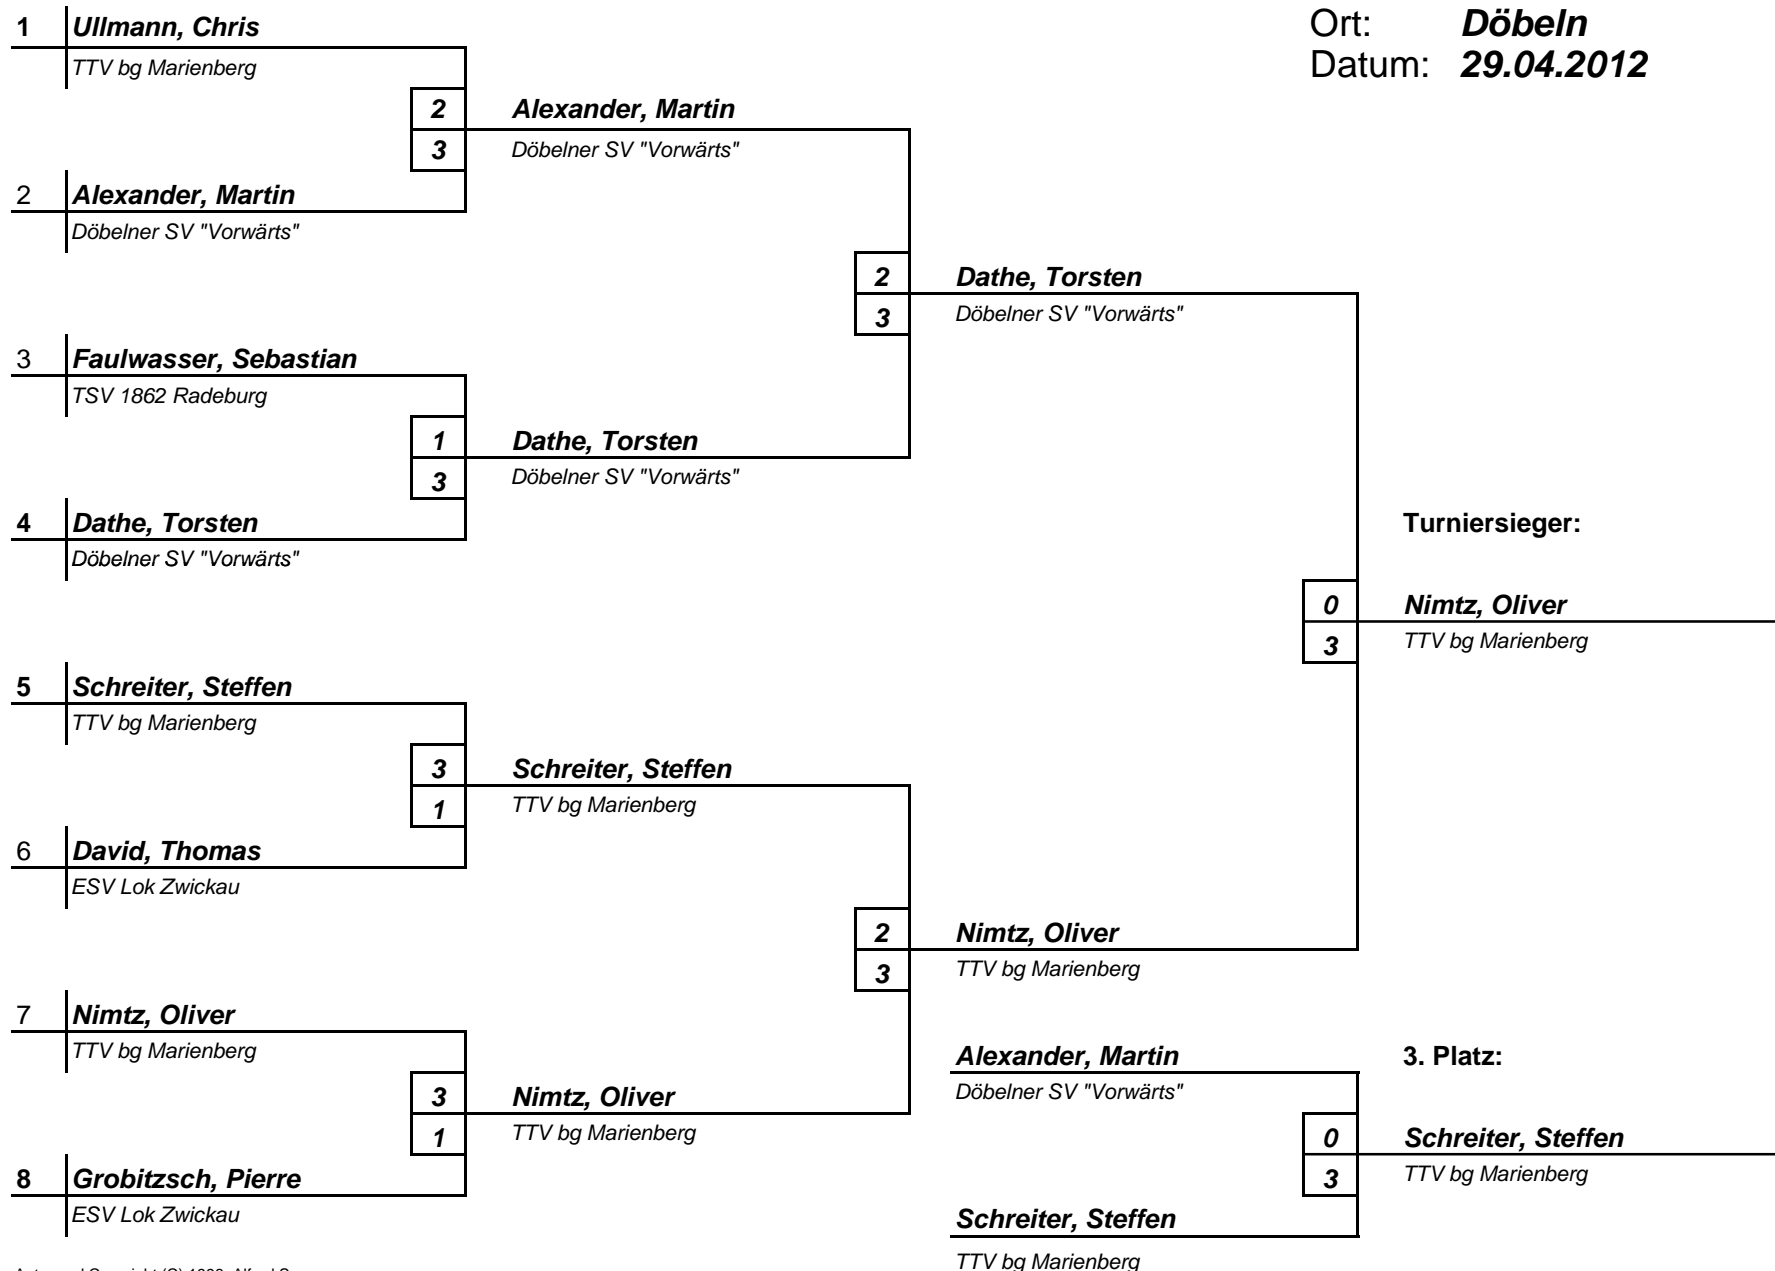 Ort: Döbeln
Datum: 29.04.2012
1 Ullmann, Chris
TTV bg Marienberg
2 Alexander, Martin
3 Döbelner SV "Vorwärts"
2 Alexander, Martin
Döbelner SV "Vorwärts"
2 Dathe, Torsten
3 Döbelner SV "Vorwärts"
3 Faulwasser, Sebastian
TSV 1862 Radeburg
1 Dathe, Torsten
3 Döbelner SV "Vorwärts"
4 Dathe, Torsten
Döbelner SV "Vorwärts"
Turniersieger:
0 Nimtz, Oliver
3 TTV bg Marienberg
5 Schreiter, Steffen
TTV bg Marienberg
3 Schreiter, Steffen
1 TTV bg Marienberg
6 David, Thomas
ESV Lok Zwickau
2 Nimtz, Oliver
3 TTV bg Marienberg
7 Nimtz, Oliver
TTV bg Marienberg
3 Nimtz, Oliver
1 TTV bg Marienberg
8 Grobitzsch, Pierre
ESV Lok Zwickau
Alexander, Martin
Döbelner SV "Vorwärts"
3. Platz:
0 Schreiter, Steffen
3 TTV bg Marienberg
Schreiter, Steffen
TTV bg Marienberg